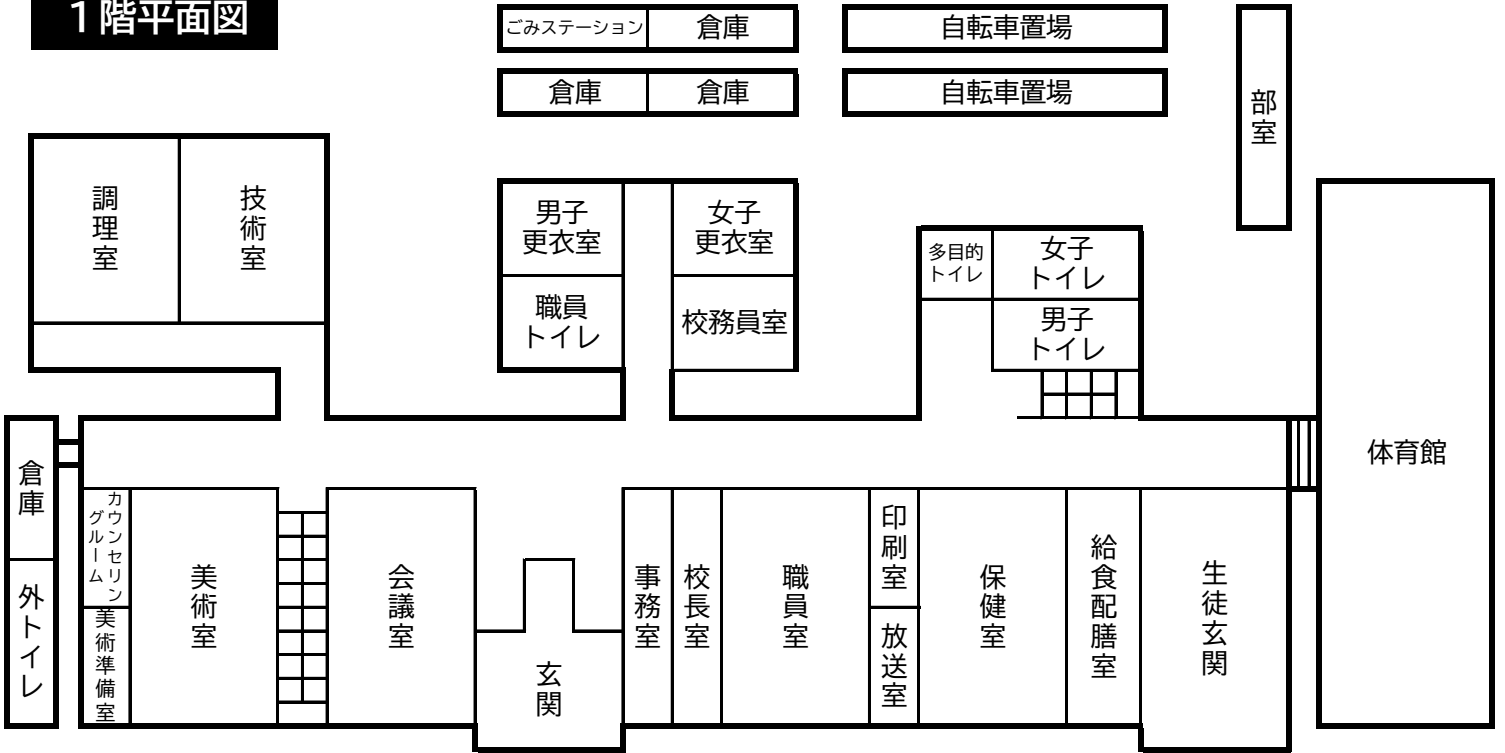 1階平面図
ごみステーション
倉庫
自転車置場
倉庫
倉庫
自転車置場
部室
調理室
技術室
男子
更衣室
女子
更衣室
職員
トイレ
校務員室
多目的
トイレ
女子
トイレ
男子
トイレ
体育館
倉庫
外トイレ
カウンセリン
グルーム
美術準備室
美術室
会議室
玄関
事務室
校長室
職員室
印刷室
放送室
保健室
給食配膳室
生徒玄関